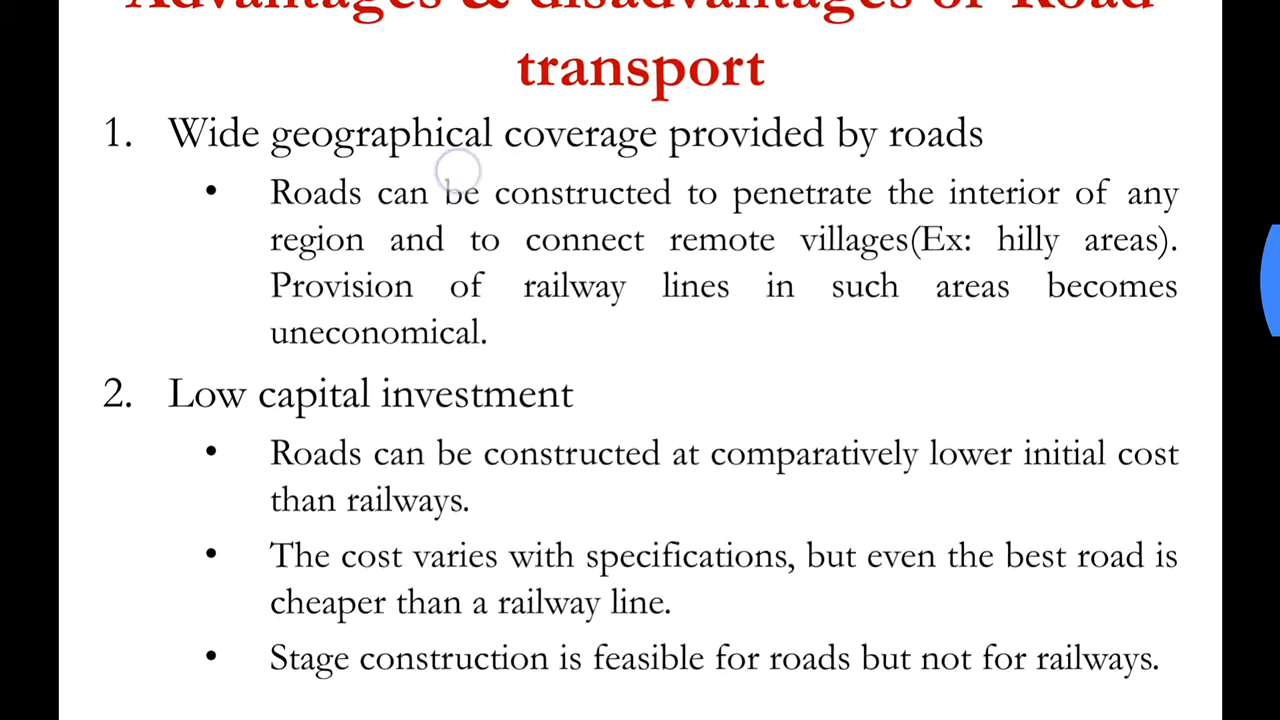 Advantages & disadvantages of Road
transport
1. Wide geographical coverage provided by roads
• Roads can be constructed to penetrate the interior of any
region and to connect remote villages(Ex: hilly areas).
Provision of railway lines in such areas becomes
uneconomical.
2. Low capital investment
• Roads can be constructed at comparatively lower initial cost
than railways.
• The cost varies with specifications, but even the best road is
cheaper than a railway line.
• Stage construction is feasible for roads but not for railways.